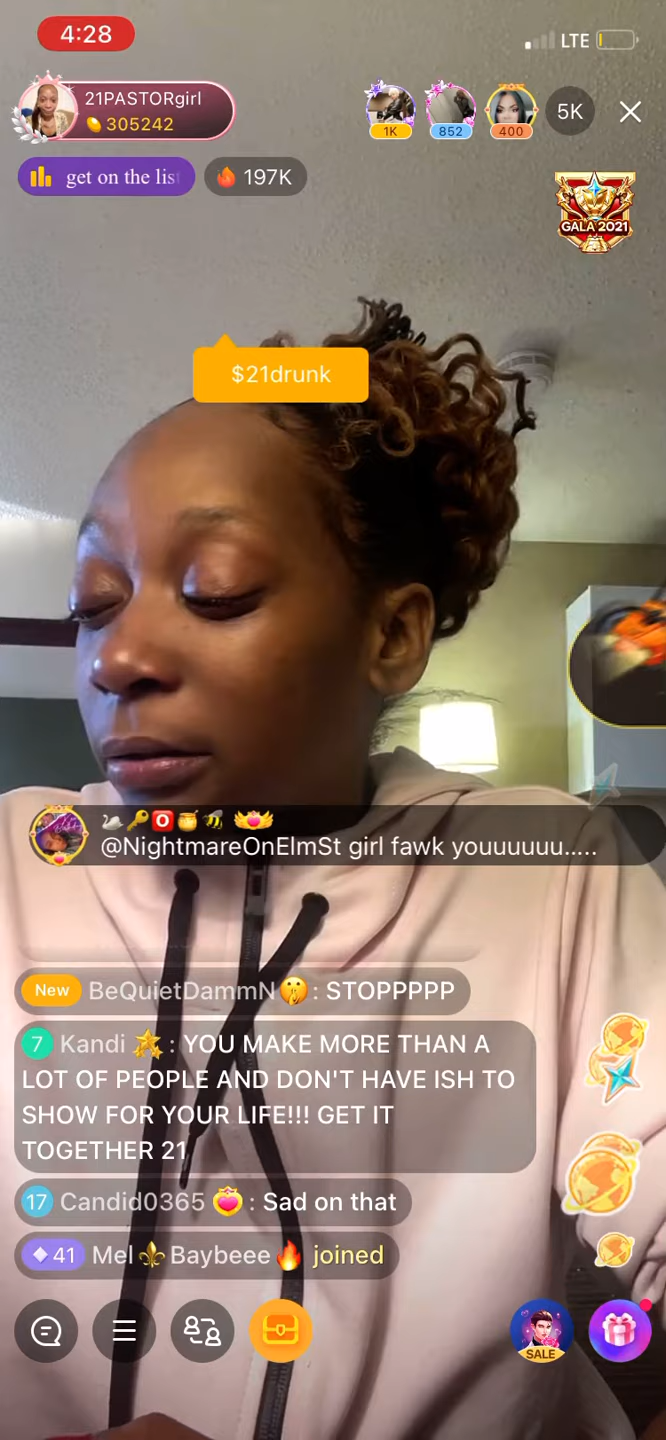 4:28
LTE
21PASTORgirl
305242
1K
852
400
5K
get on the lis
197K
GALA 2021
$21drunk
🦢🔑🅾️🍯🐝
@NightmareOnElmSt girl fawk youuuuuu.....
New BeQuietDammN🤫: STOPPPPP
7 Kandi 🌟: YOU MAKE MORE THAN A
LOT OF PEOPLE AND DON'T HAVE ISH TO
SHOW FOR YOUR LIFE!!! GET IT
TOGETHER 21
17 Candid0365 : Sad on that
41 Mel⚜️Baybeee🔥 joined
SALE